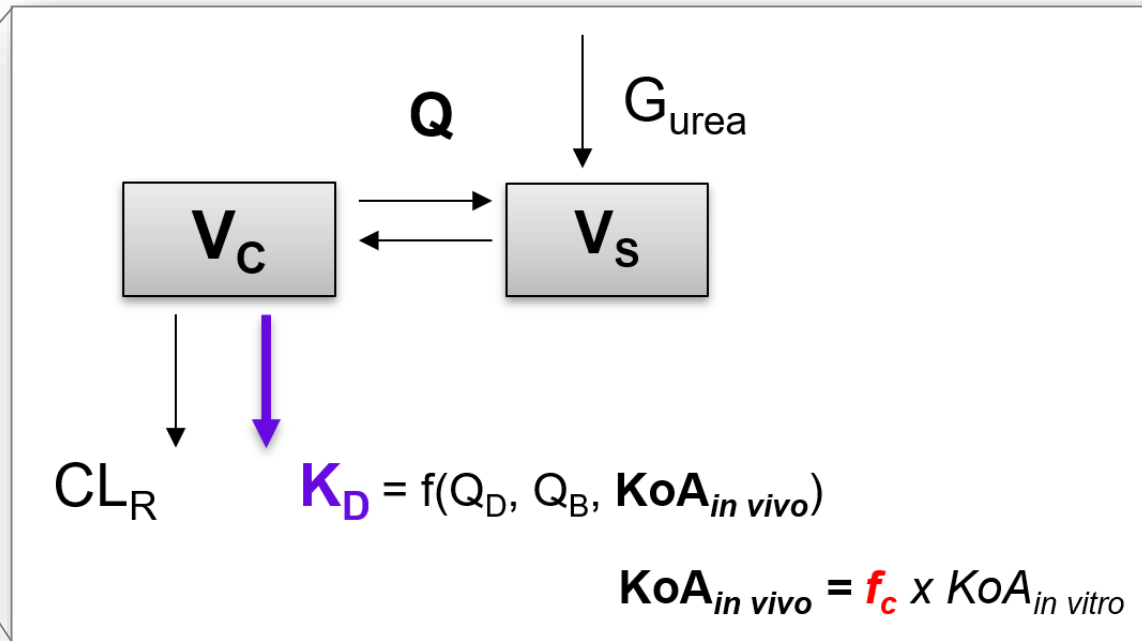 Q
G_urea
V_C
V_S
CL_R
K_D = f(Q_D, Q_B, KoA_in vivo)
KoA_in vivo = f_c x KoA_in vitro